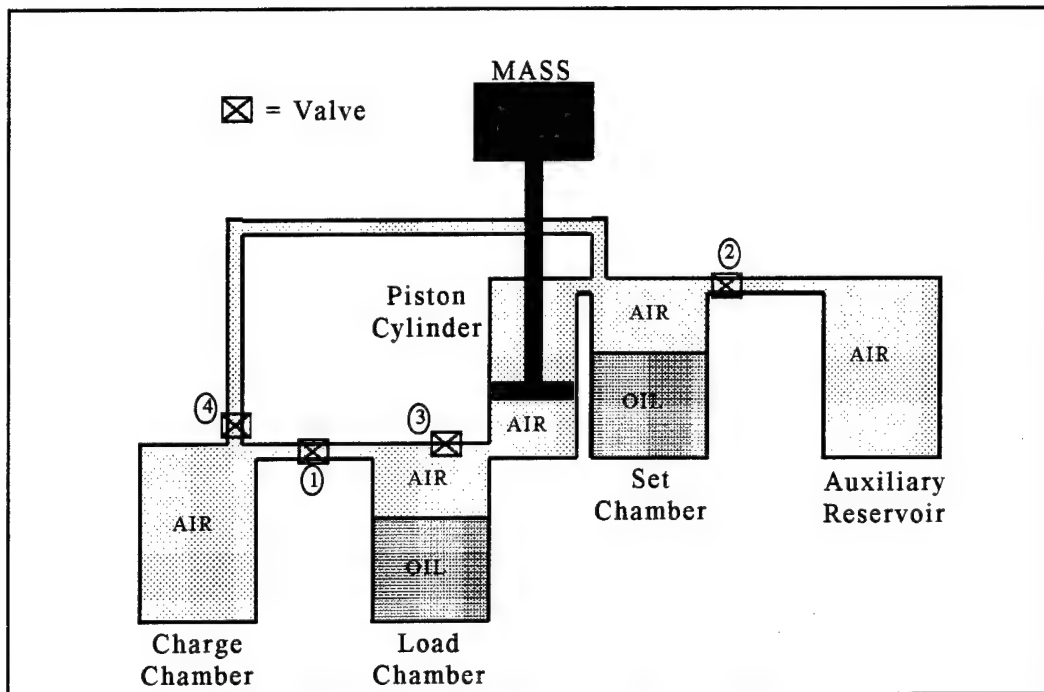 MASS
= Valve
2
Piston
Cylinder
AIR
AIR
4
3
OIL
AIR
1
AIR
AIR
Set
Chamber
Auxiliary
Reservoir
OIL
Charge
Chamber
Load
Chamber